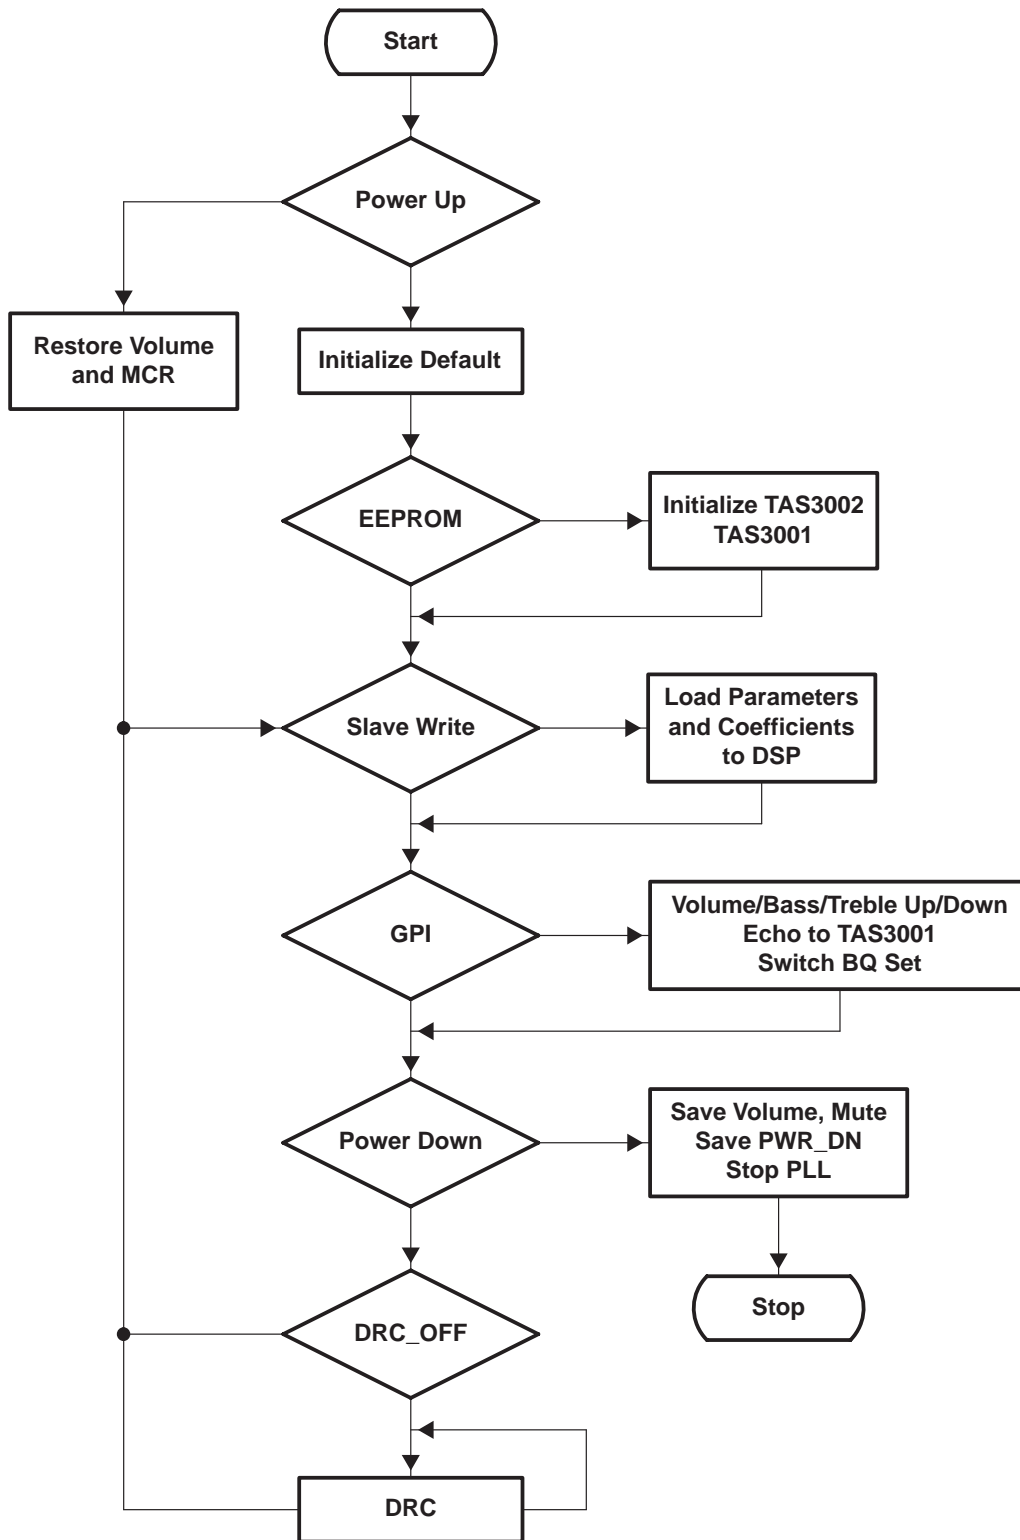 Start
Power Up
Restore Volume
and MCR
Initialize Default
EEPROM
Initialize TAS3002
TAS3001
Slave Write
Load Parameters
and Coefficients
to DSP
GPI
Volume/Bass/Treble Up/Down
Echo to TAS3001
Switch BQ Set
Power Down
Save Volume, Mute
Save PWR_DN
Stop PLL
DRC_OFF
Stop
DRC